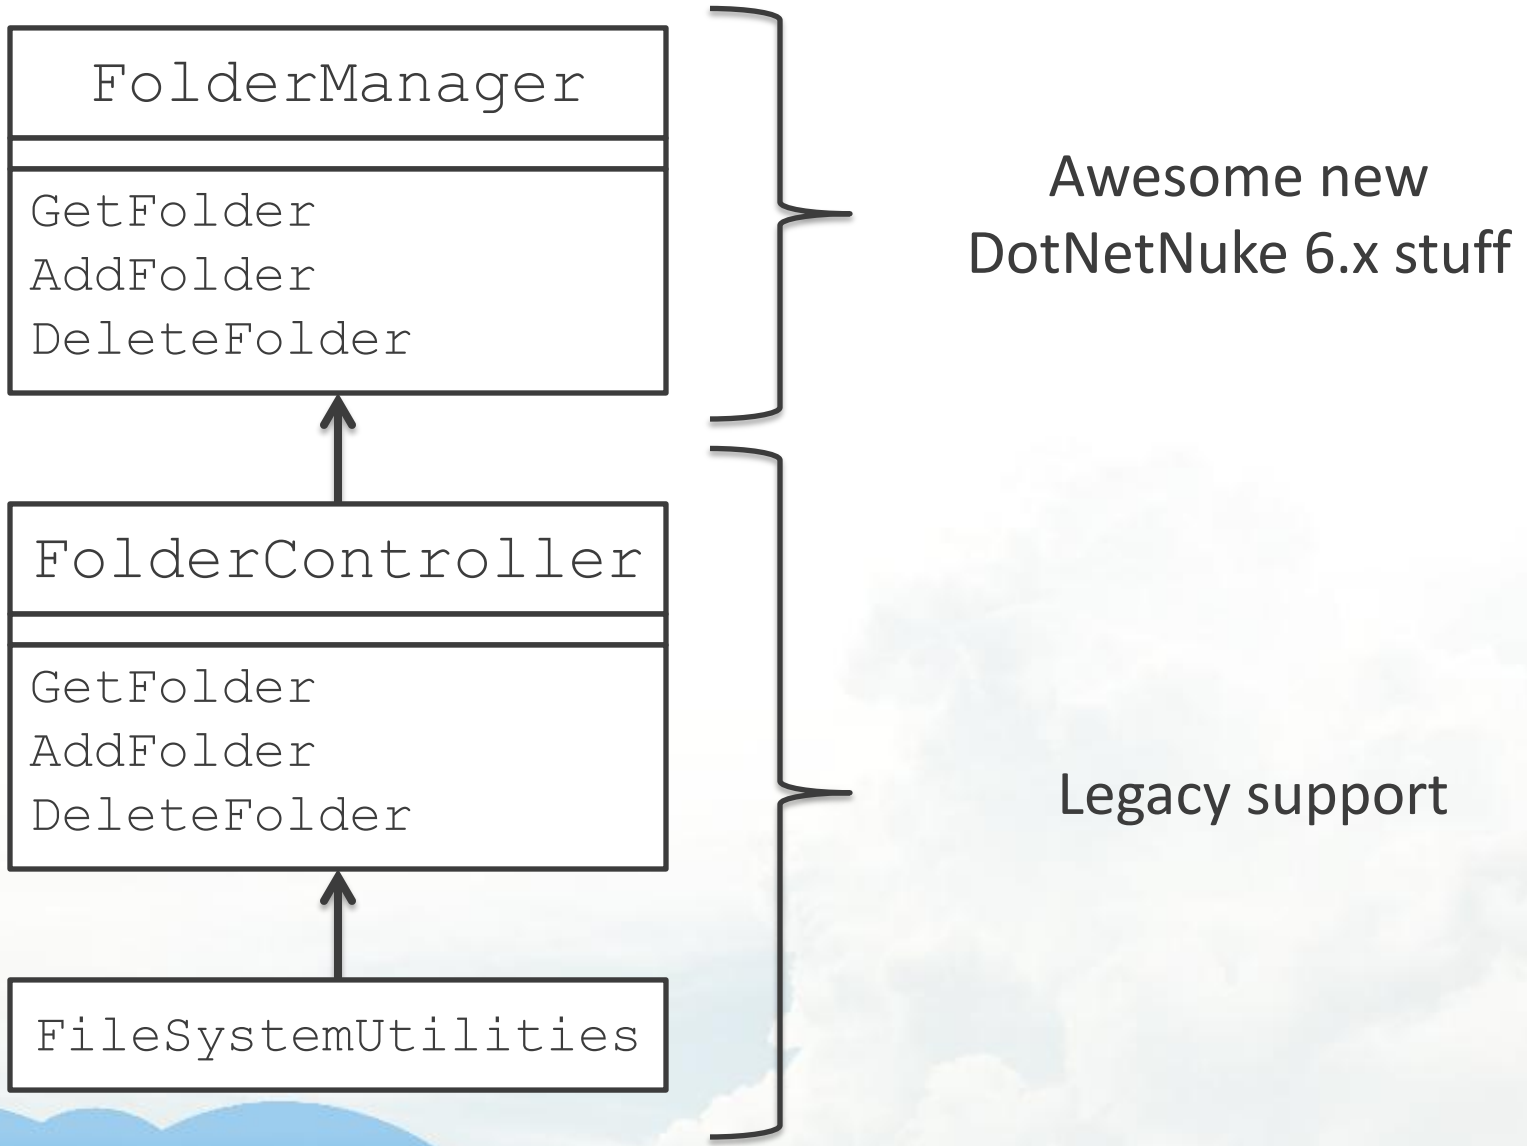 FolderManager
GetFolder
AddFolder
DeleteFolder
Awesome new
DotNetNuke 6.x stuff
FolderController
GetFolder
AddFolder
DeleteFolder
Legacy support
FileSystemUtilities